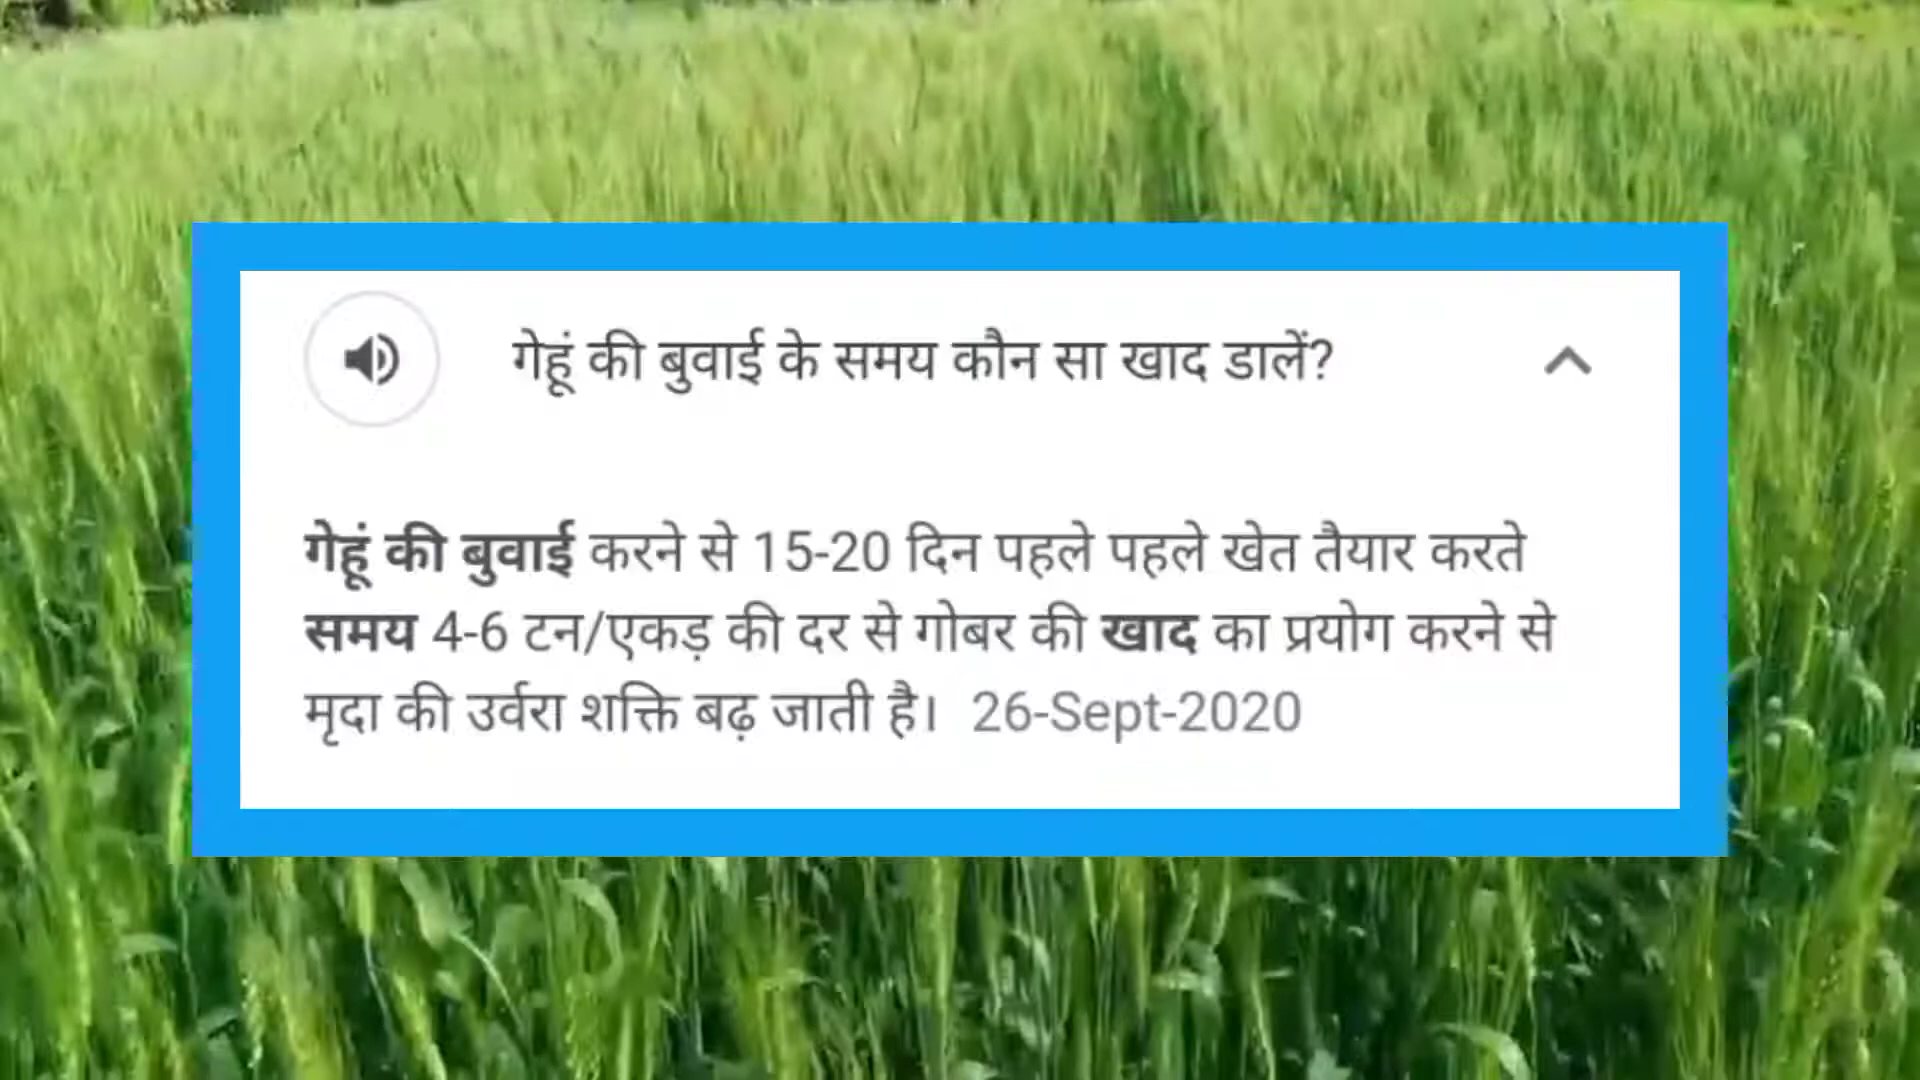 गेहूं की बुवाई के समय कौन सा खाद डालें?
गेहूं की बुवाई करने से 15-20 दिन पहले पहले खेत तैयार करते
समय 4-6 टन/एकड़ की दर से गोबर की खाद का प्रयोग करने से
मृदा की उर्वरा शक्ति बढ़ जाती है। 26-Sept-2020